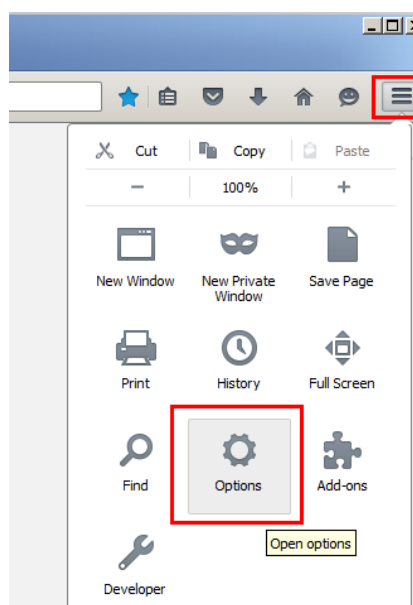 Cut Copy Paste
100%
New Window New Private Window Save Page
Print History Full Screen
Find Options Add-ons
Open options
Developer